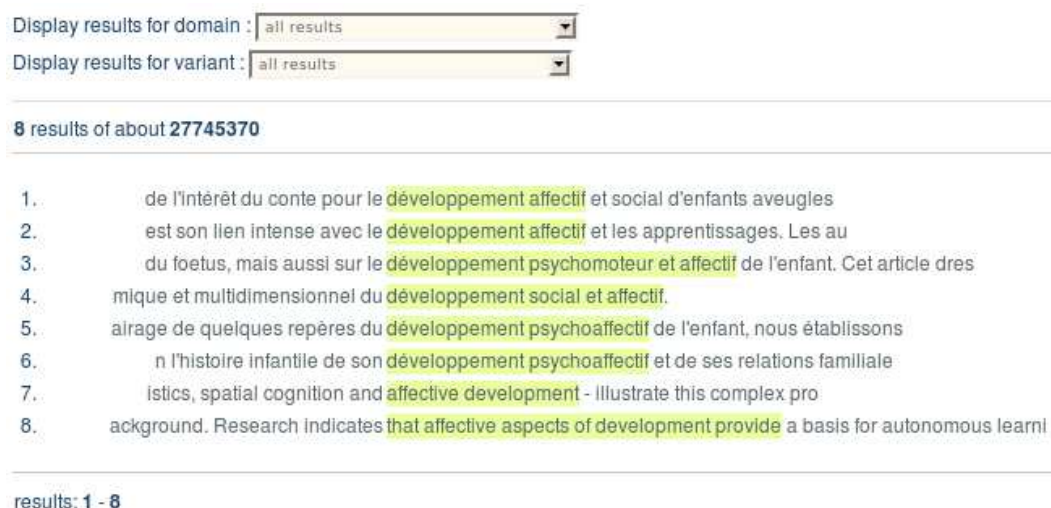 Display results for domain : all results
Display results for variant : all results
8 results of about 27745370
1. de l'intérêt du conte pour le développement affectif et social d'enfants aveugles
2. est son lien intense avec le développement affectif et les apprentissages. Les au
3. du foetus, mais aussi sur le développement psychomoteur et affectif de l'enfant. Cet article dres
4. mique et multidimensionnel du développement social et affectif.
5. airage de quelques repères du développement psychoaffectif de l'enfant, nous établissons
6. n l'histoire infantile de son développement psychoaffectif et de ses relations familiale
7. istics, spatial cognition and affective development - illustrate this complex pro
8. ackground. Research indicates that affective aspects of development provide a basis for autonomous learni
results: 1 - 8